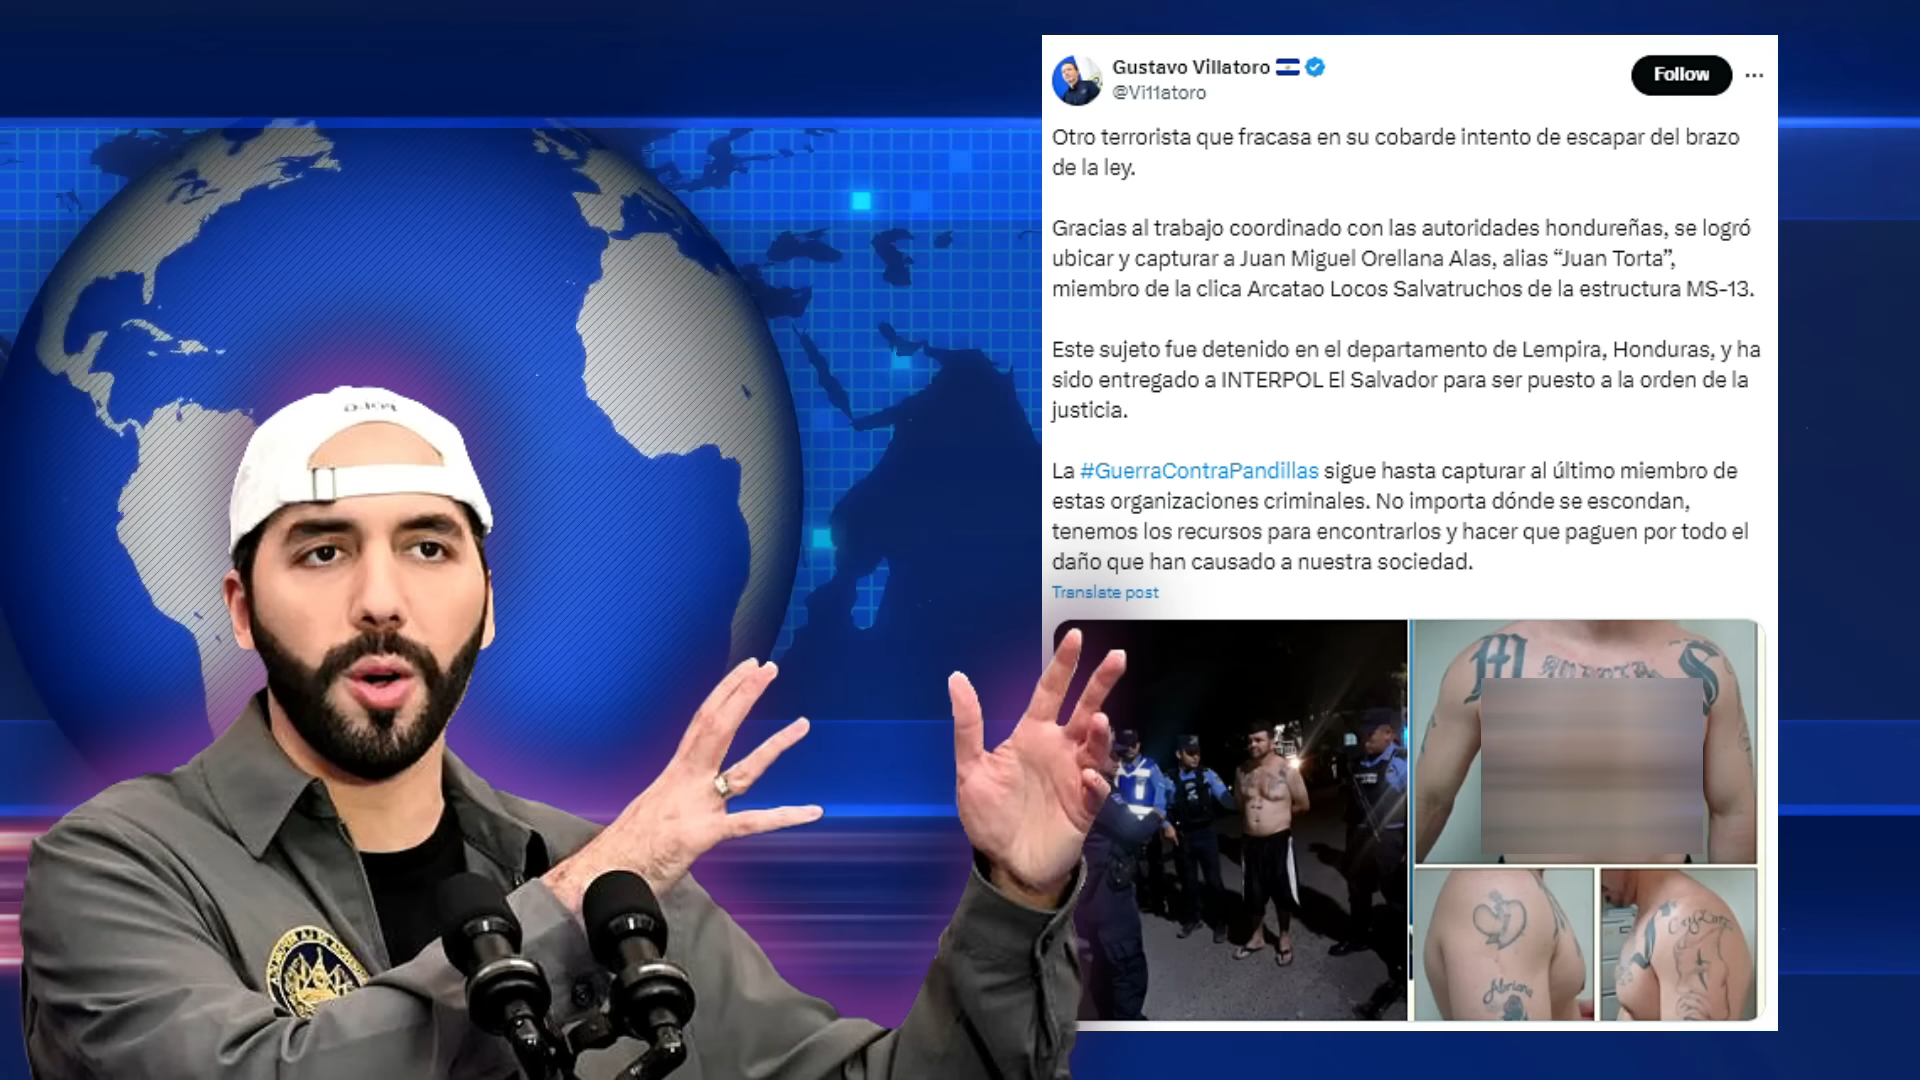 Gustavo Villatoro
@Vi11atoro
Follow
Otro terrorista que fracasa en su cobarde intento de escapar del brazo
de la ley.
Gracias al trabajo coordinado con las autoridades hondureñas, se logró
ubicar y capturar a Juan Miguel Orellana Alas, alias “Juan Torta”,
miembro de la clica Arcatao Locos Salvatruchos de la estructura MS-13.
Este sujeto fue detenido en el departamento de Lempira, Honduras, y ha
sido entregado a INTERPOL El Salvador para ser puesto a la orden de la
justicia.
La #GuerraContraPandillas sigue hasta capturar al último miembro de
estas organizaciones criminales. No importa dónde se escondan,
tenemos los recursos para encontrarlos y hacer que paguen por todo el
daño que han causado a nuestra sociedad.
Translate post
M S
Abriana